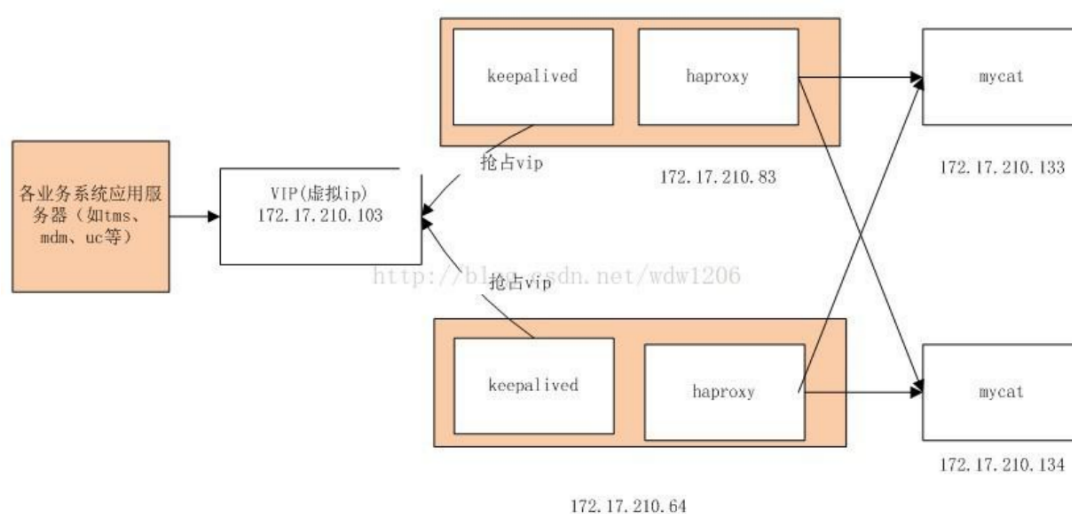 keepalived
haproxy
mycat
抢占vip
172.17.210.83
172.17.210.133
各业务系统应用服
务器（如tms、
mdm、uc等）
VIP(虚拟ip)
172.17.210.103
http://blog.csdn.net/wdw1206
抢占vip
keepalived
haproxy
mycat
172.17.210.134
172.17.210.64